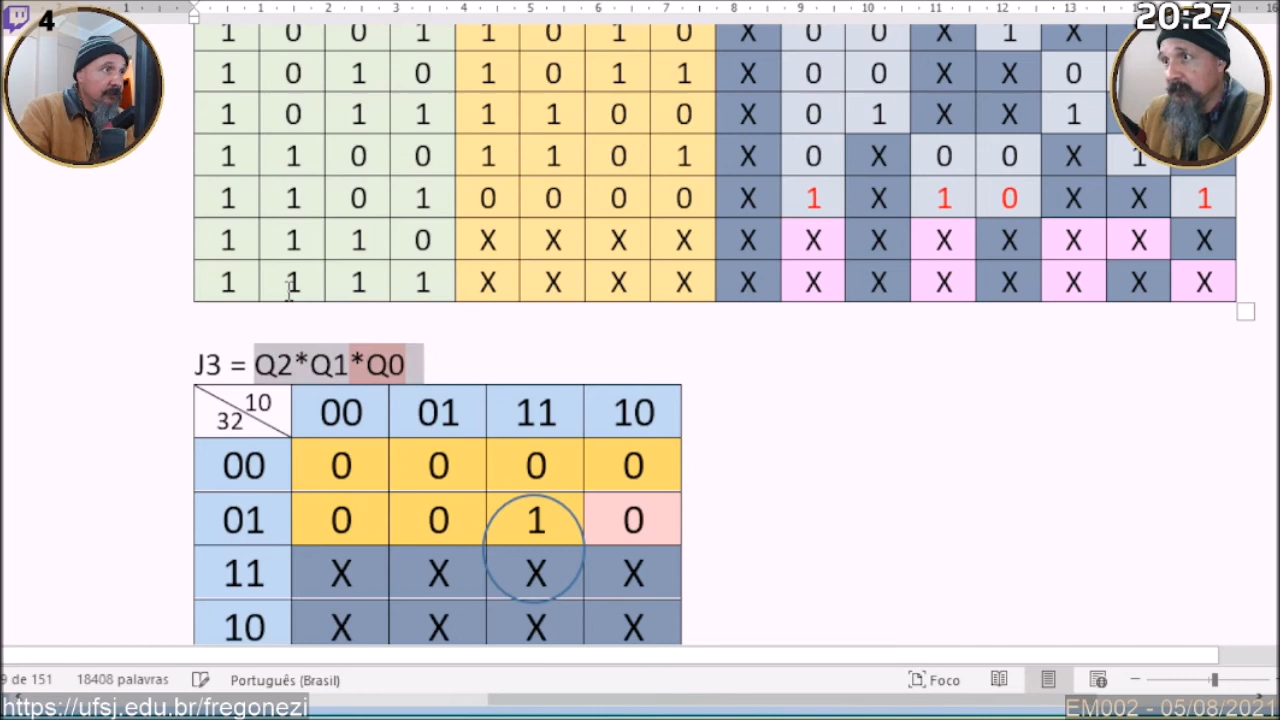 4
20:27
1 0 0 1 1 0 1 0 X 0 0 X 1 X
1 0 1 0 1 0 1 1 X 0 0 X X 0
1 0 1 1 1 1 0 0 X 0 1 X X 1
1 1 0 0 1 1 0 1 X 0 X 0 0 X 1
1 1 0 1 0 0 0 0 X 1 X 1 0 X X 1
1 1 1 0 X X X X X X X X X X X X
1 1 1 1 X X X X X X X X X X X X
J3 = Q2*Q1*Q0
10
32
00 01 11 10
00 0 0 0 0
01 0 0 1 0
11 X X X X
10 X X X X
9 de 151 18408 palavras Português (Brasil) Foco
https://ufsj.edu.br/fregonezi
EM002 - 05/08/2021